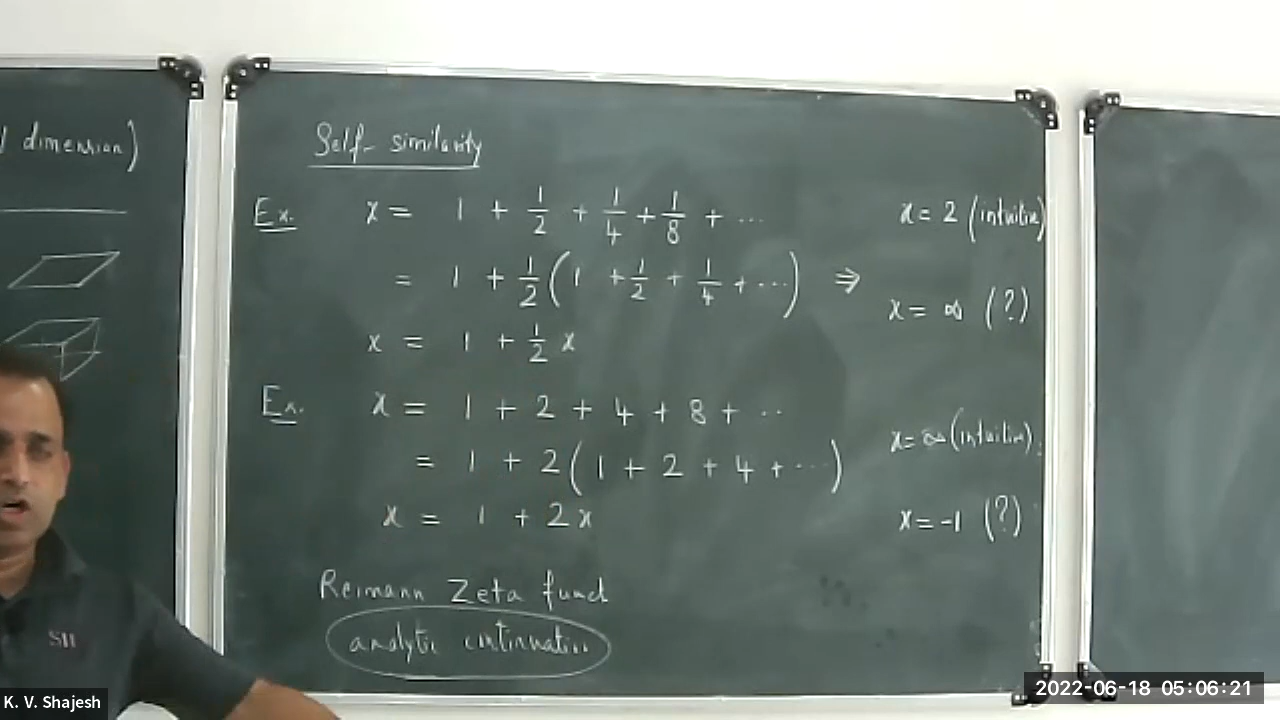 l dimension)
Self-similarity
Ex. x = 1 + 1/2 + 1/4 + 1/8 + ... x = 2 (intuitive)
= 1 + 1/2 (1 + 1/2 + 1/4 + ...) ⇒
x = ∞ (?)
x = 1 + 1/2 x
Ex. x = 1 + 2 + 4 + 8 + ..
x = ∞ (intuitive).
= 1 + 2 (1 + 2 + 4 + ...)
x = 1 + 2x x = -1 (?)
Reimann Zeta funct
analytic continuation
SII
K. V. Shajesh
2022-06-18 05:06:21